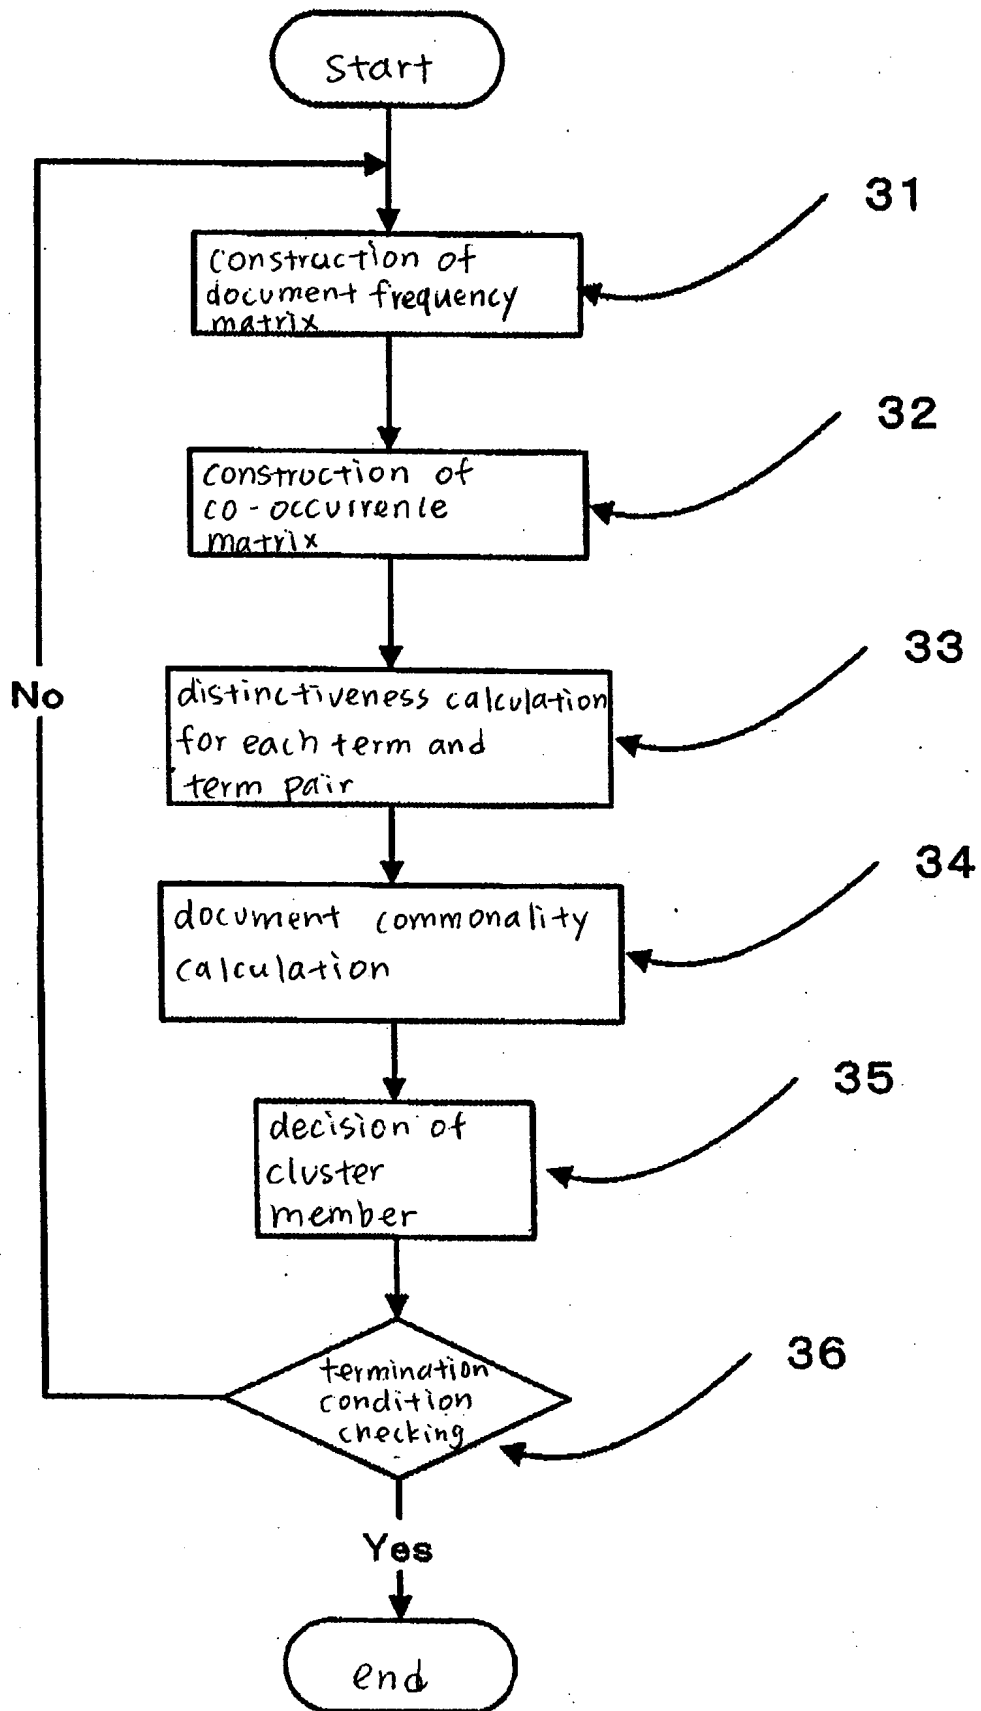 Start
31
construction of
document frequency
matrix
32
construction of
co-occurrence
matrix
No
33
distinctiveness calculation
for each term and
term pair
34
document commonality
calculation
35
decision of
cluster
member
36
termination
condition
checking
Yes
end